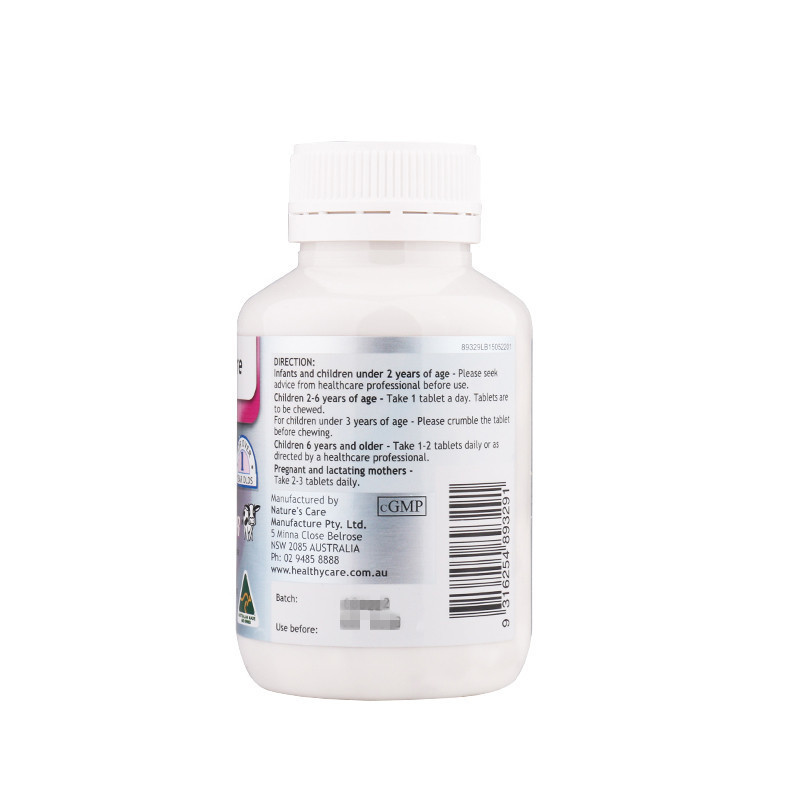 89329LB15052201
DIRECTION:
Infants and children under 2 years of age - Please seek
advice from healthcare professional before use.
Children 2-6 years of age - Take 1 tablet a day. Tablets are
to be chewed.
For children under 3 years of age - Please crumble the tablet
before chewing.
Children 6 years and older - Take 1-2 tablets daily or as
directed by a healthcare professional.
Pregnant and lactating mothers -
Take 2-3 tablets daily.
Manufactured by
Nature's Care
Manufacture Pty. Ltd.
5 Minna Close Belrose
NSW 2085 AUSTRALIA
Ph: 02 9485 8888
www.healthycare.com.au
cGMP
Batch:
Use before:
9 316254 893291